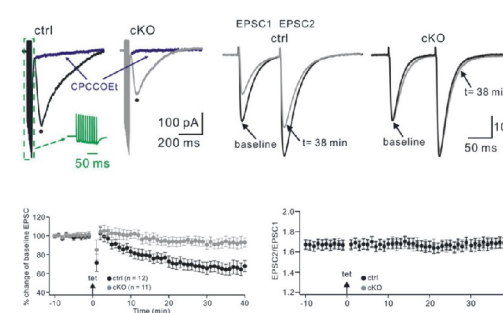 ctrl
cKO
CPCCOEt
100 pA
200 ms
50 ms
EPSC1 EPSC2
ctrl
baseline
t= 38 min
cKO
baseline
t= 38 min
50 ms
% change of baseline EPSC
120
100
80
60
40
tet
ctrl (n = 12)
cKO (n = 11)
-10 0 10 20 30 40
Time (min)
EPSC2/EPSC1
2.0
1.8
1.6
1.4
1.2
tet
ctrl
cKO
-10 0 10 20 30